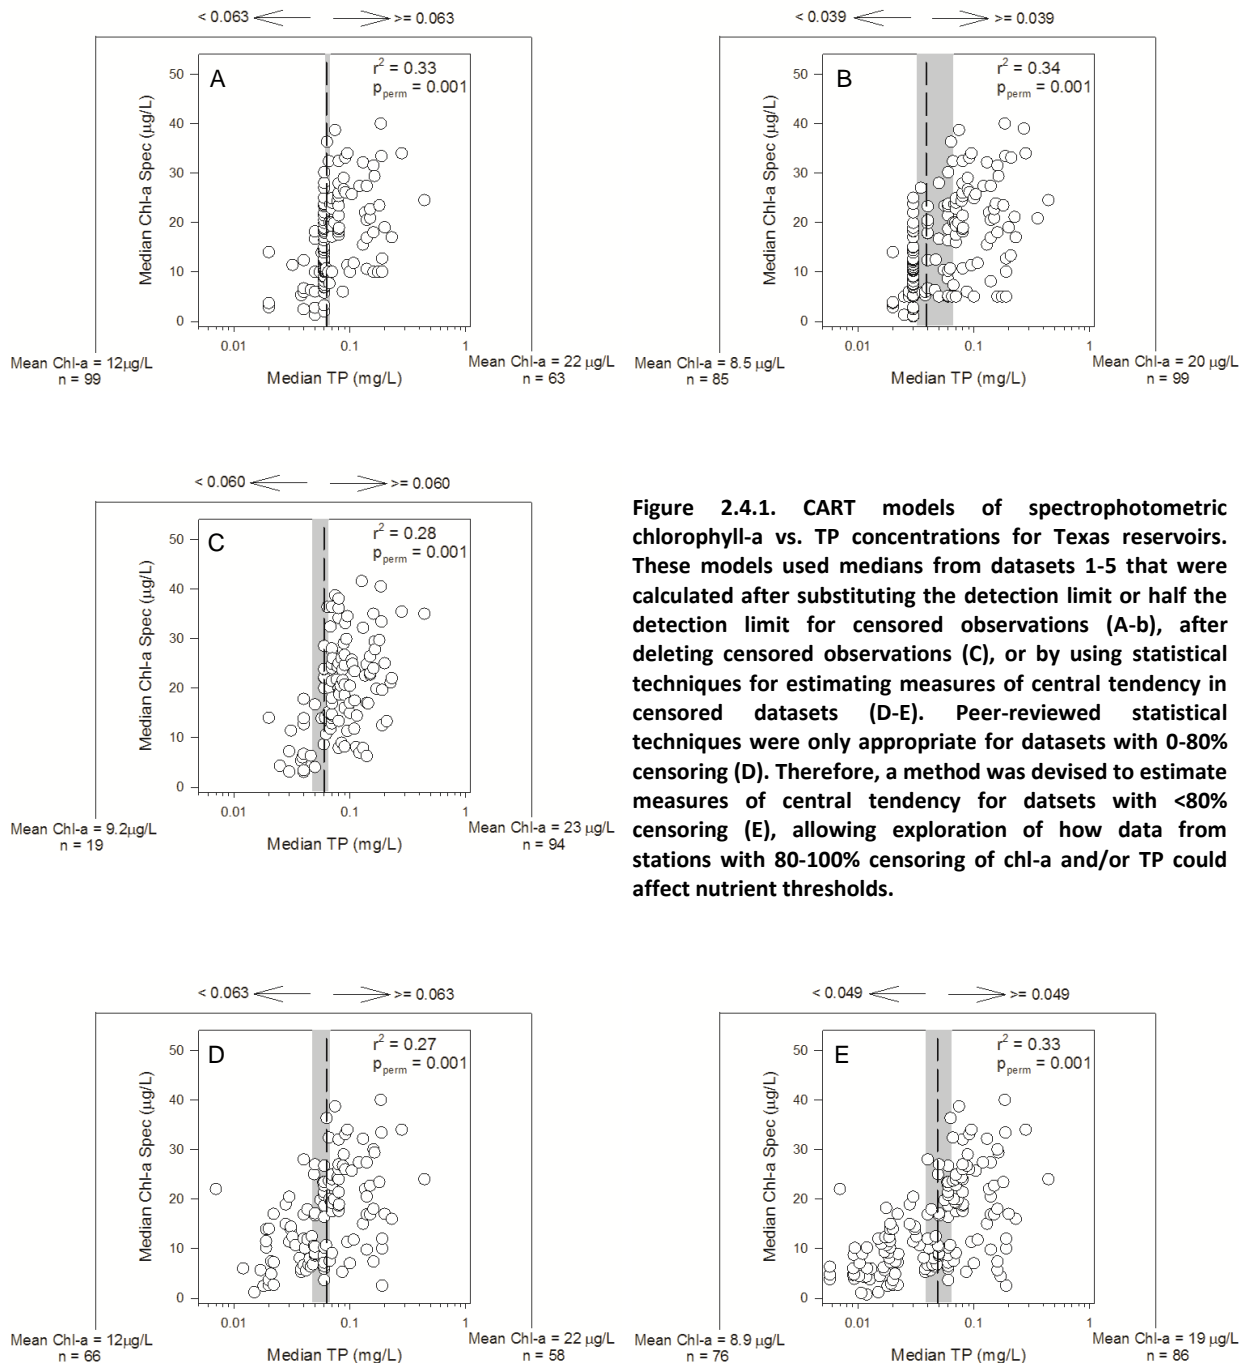 < 0.063 >= 0.063
A
r² = 0.33
p_perm = 0.001
Median Chl-a Spec (µg/L)
50
40
30
20
10
0
0.01 0.1 1
Median TP (mg/L)
Mean Chl-a = 12µg/L
n = 99
Mean Chl-a = 22 µg/L
n = 63
< 0.039 >= 0.039
B
r² = 0.34
p_perm = 0.001
Median Chl-a Spec (µg/L)
50
40
30
20
10
0
0.01 0.1 1
Median TP (mg/L)
Mean Chl-a = 8.5 µg/L
n = 85
Mean Chl-a = 20 µg/L
n = 99
< 0.060 >= 0.060
C
r² = 0.28
p_perm = 0.001
Median Chl-a Spec (µg/L)
50
40
30
20
10
0
0.01 0.1 1
Median TP (mg/L)
Mean Chl-a = 9.2µg/L
n = 19
Mean Chl-a = 23 µg/L
n = 94
Figure 2.4.1. CART models of spectrophotometric
chlorophyll-a vs. TP concentrations for Texas reservoirs.
These models used medians from datasets 1-5 that were
calculated after substituting the detection limit or half the
detection limit for censored observations (A-b), after
deleting censored observations (C), or by using statistical
techniques for estimating measures of central tendency in
censored datasets (D-E). Peer-reviewed statistical
techniques were only appropriate for datasets with 0-80%
censoring (D). Therefore, a method was devised to estimate
measures of central tendency for datsets with <80%
censoring (E), allowing exploration of how data from
stations with 80-100% censoring of chl-a and/or TP could
affect nutrient thresholds.
< 0.063 >= 0.063
D
r² = 0.27
p_perm = 0.001
Median Chl-a Spec (µg/L)
50
40
30
20
10
0
0.01 0.1 1
Median TP (mg/L)
Mean Chl-a = 12 µg/L
n = 66
Mean Chl-a = 22 µg/L
n = 58
< 0.049 >= 0.049
E
r² = 0.33
p_perm = 0.001
Median Chl-a Spec (µg/L)
50
40
30
20
10
0
0.01 0.1 1
Median TP (mg/L)
Mean Chl-a = 8.9 µg/L
n = 76
Mean Chl-a = 19 µg/L
n = 86